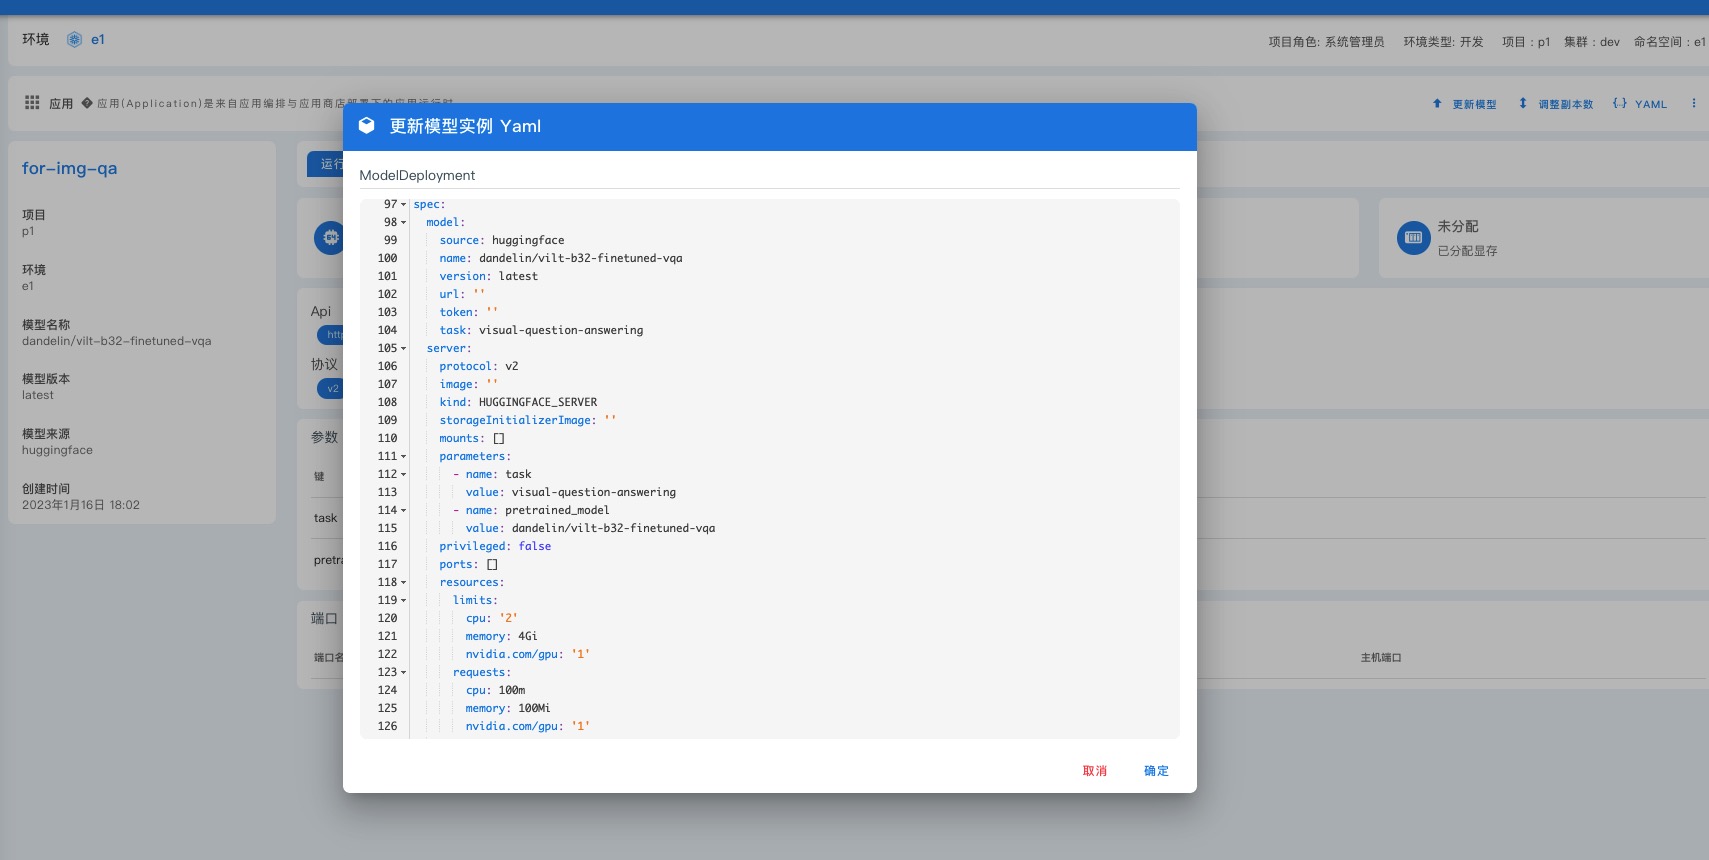 环境 e1
项目角色: 系统管理员 环境类型: 开发 项目 : p1 集群 : dev 命名空间 : e1
应用 应用(Application)是来自应用编排与应用商店部署下的应用运行时
更新模型 调整副本数 YAML
for-img-qa
项目
p1
环境
e1
模型名称
dandelin/vilt-b32-finetuned-vqa
模型版本
latest
模型来源
huggingface
创建时间
2023年1月16日 18:02
运行
未分配
已分配显存
Api
http
协议
v2
参数
键
task
pretra
端口
端口名
主机端口
更新模型实例 Yaml
ModelDeployment
97 spec:
98 model:
99 source: huggingface
100 name: dandelin/vilt-b32-finetuned-vqa
101 version: latest
102 url: ''
103 token: ''
104 task: visual-question-answering
105 server:
106 protocol: v2
107 image: ''
108 kind: HUGGINGFACE_SERVER
109 storageInitializerImage: ''
110 mounts: []
111 parameters:
112 - name: task
113 value: visual-question-answering
114 - name: pretrained_model
115 value: dandelin/vilt-b32-finetuned-vqa
116 privileged: false
117 ports: []
118 resources:
119 limits:
120 cpu: '2'
121 memory: 4Gi
122 nvidia.com/gpu: '1'
123 requests:
124 cpu: 100m
125 memory: 100Mi
126 nvidia.com/gpu: '1'
取消 确定